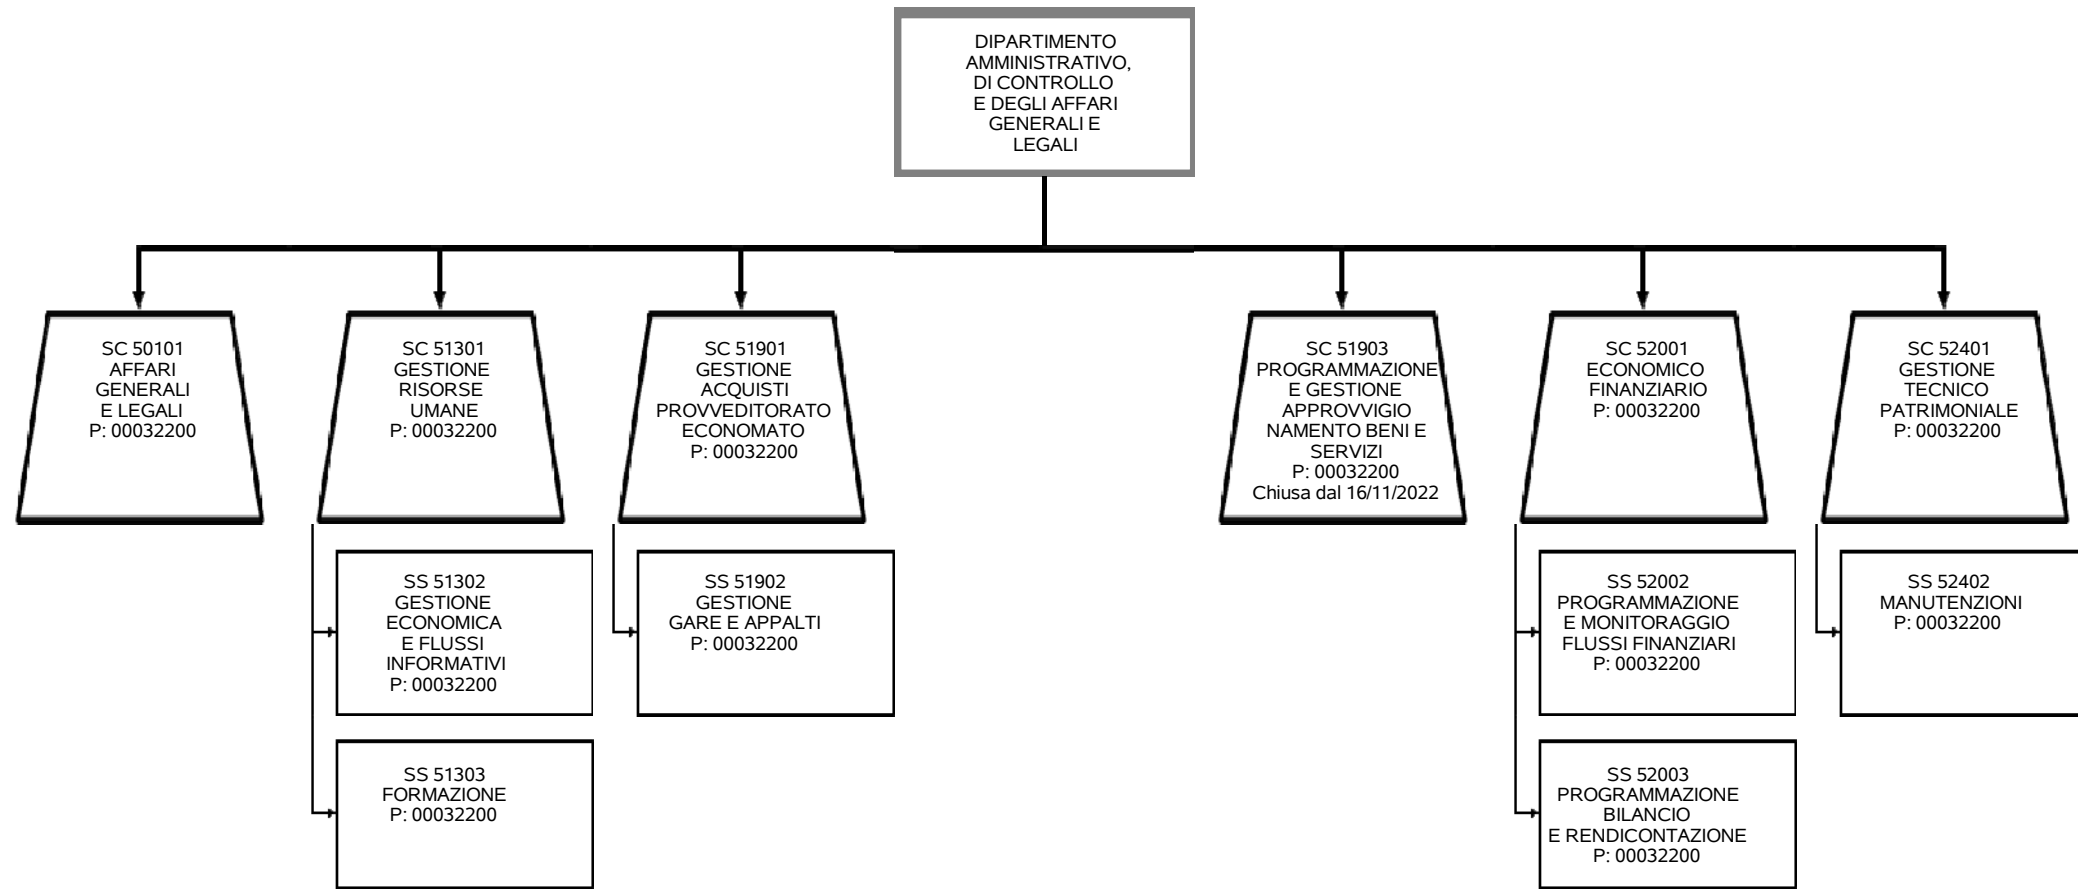 DIPARTIMENTO
AMMINISTRATIVO,
DI CONTROLLO
E DEGLI AFFARI
GENERALI E
LEGALI
SC 50101
AFFARI
GENERALI
E LEGALI
P: 00032200
SC 51301
GESTIONE
RISORSE
UMANE
P: 00032200
SC 51901
GESTIONE
ACQUISTI
PROVVEDITORATO
ECONOMATO
P: 00032200
SC 51903
PROGRAMMAZIONE
E GESTIONE
APPROVVIGIO
NAMENTO BENI E
SERVIZI
P: 00032200
Chiusa dal 16/11/2022
SC 52001
ECONOMICO
FINANZIARIO
P: 00032200
SC 52401
GESTIONE
TECNICO
PATRIMONIALE
P: 00032200
SS 51302
GESTIONE
ECONOMICA
E FLUSSI
INFORMATIVI
P: 00032200
SS 51902
GESTIONE
GARE E APPALTI
P: 00032200
SS 52002
PROGRAMMAZIONE
E MONITORAGGIO
FLUSSI FINANZIARI
P: 00032200
SS 52402
MANUTENZIONI
P: 00032200
SS 51303
FORMAZIONE
P: 00032200
SS 52003
PROGRAMMAZIONE
BILANCIO
E RENDICONTAZIONE
P: 00032200